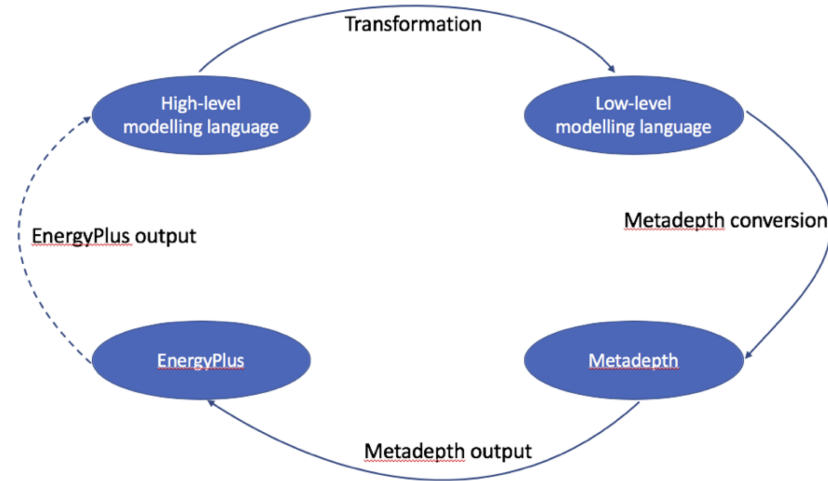 Transformation
High-level
modelling language
Low-level
modelling language
Metadepth conversion
EnergyPlus output
EnergyPlus
Metadepth
Metadepth output